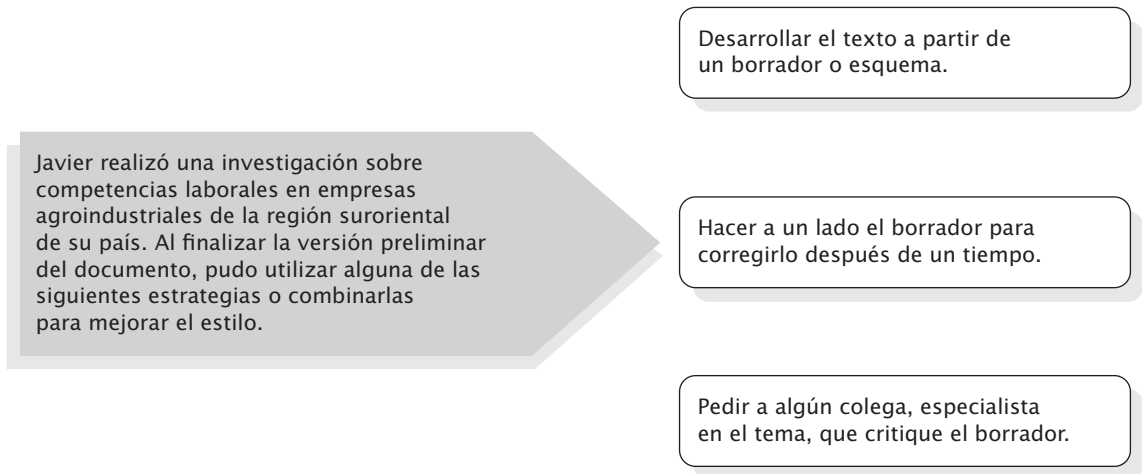 Desarrollar el texto a partir de
un borrador o esquema.
Javier realizó una investigación sobre
competencias laborales en empresas
agroindustriales de la región suroriental
de su país. Al finalizar la versión preliminar
del documento, pudo utilizar alguna de las
siguientes estrategias o combinarlas
para mejorar el estilo.
Hacer a un lado el borrador para
corregirlo después de un tiempo.
Pedir a algún colega, especialista
en el tema, que critique el borrador.